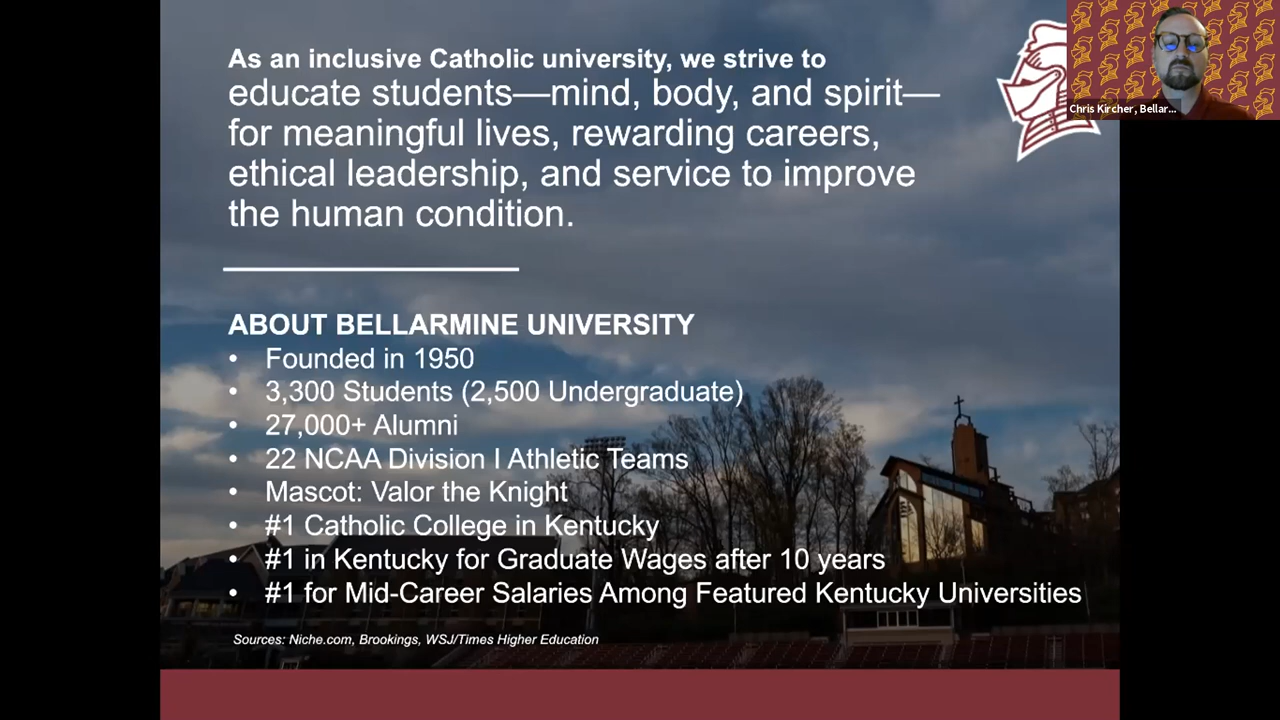 As an inclusive Catholic university, we strive to
educate students—mind, body, and spirit—
for meaningful lives, rewarding careers,
ethical leadership, and service to improve
the human condition.
ABOUT BELLARMINE UNIVERSITY
• Founded in 1950
• 3,300 Students (2,500 Undergraduate)
• 27,000+ Alumni
• 22 NCAA Division I Athletic Teams
• Mascot: Valor the Knight
• #1 Catholic College in Kentucky
• #1 in Kentucky for Graduate Wages after 10 years
• #1 for Mid-Career Salaries Among Featured Kentucky Universities
Sources: Niche.com, Brookings, WSJ/Times Higher Education
Chris Kircher, Bellar...